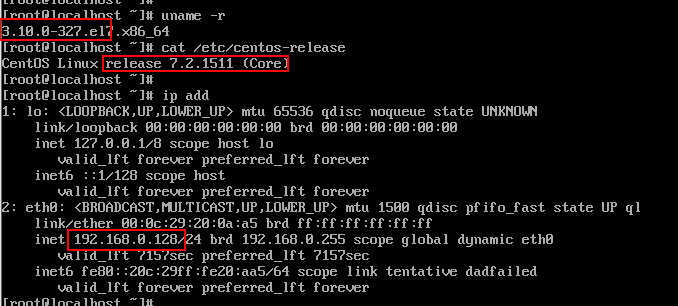 [root@localhost ~]# uname -r
3.10.0-327.el7.x86_64
[root@localhost ~]# cat /etc/centos-release
CentOS Linux release 7.2.1511 (Core)
[root@localhost ~]#
[root@localhost ~]# ip add
1: lo: <LOOPBACK,UP,LOWER_UP> mtu 65536 qdisc noqueue state UNKNOWN
link/loopback 00:00:00:00:00:00 brd 00:00:00:00:00:00
inet 127.0.0.1/8 scope host lo
valid_lft forever preferred_lft forever
inet6 ::1/128 scope host
valid_lft forever preferred_lft forever
2: eth0: <BROADCAST,MULTICAST,UP,LOWER_UP> mtu 1500 qdisc pfifo_fast state UP ql
link/ether 00:0c:29:20:0a:a5 brd ff:ff:ff:ff:ff:ff
inet 192.168.0.128/24 brd 192.168.0.255 scope global dynamic eth0
valid_lft 7157sec preferred_lft 7157sec
inet6 fe80::20c:29ff:fe20:aa5/64 scope link tentative dadfailed
valid_lft forever preferred_lft forever
[root@localhost ~]#